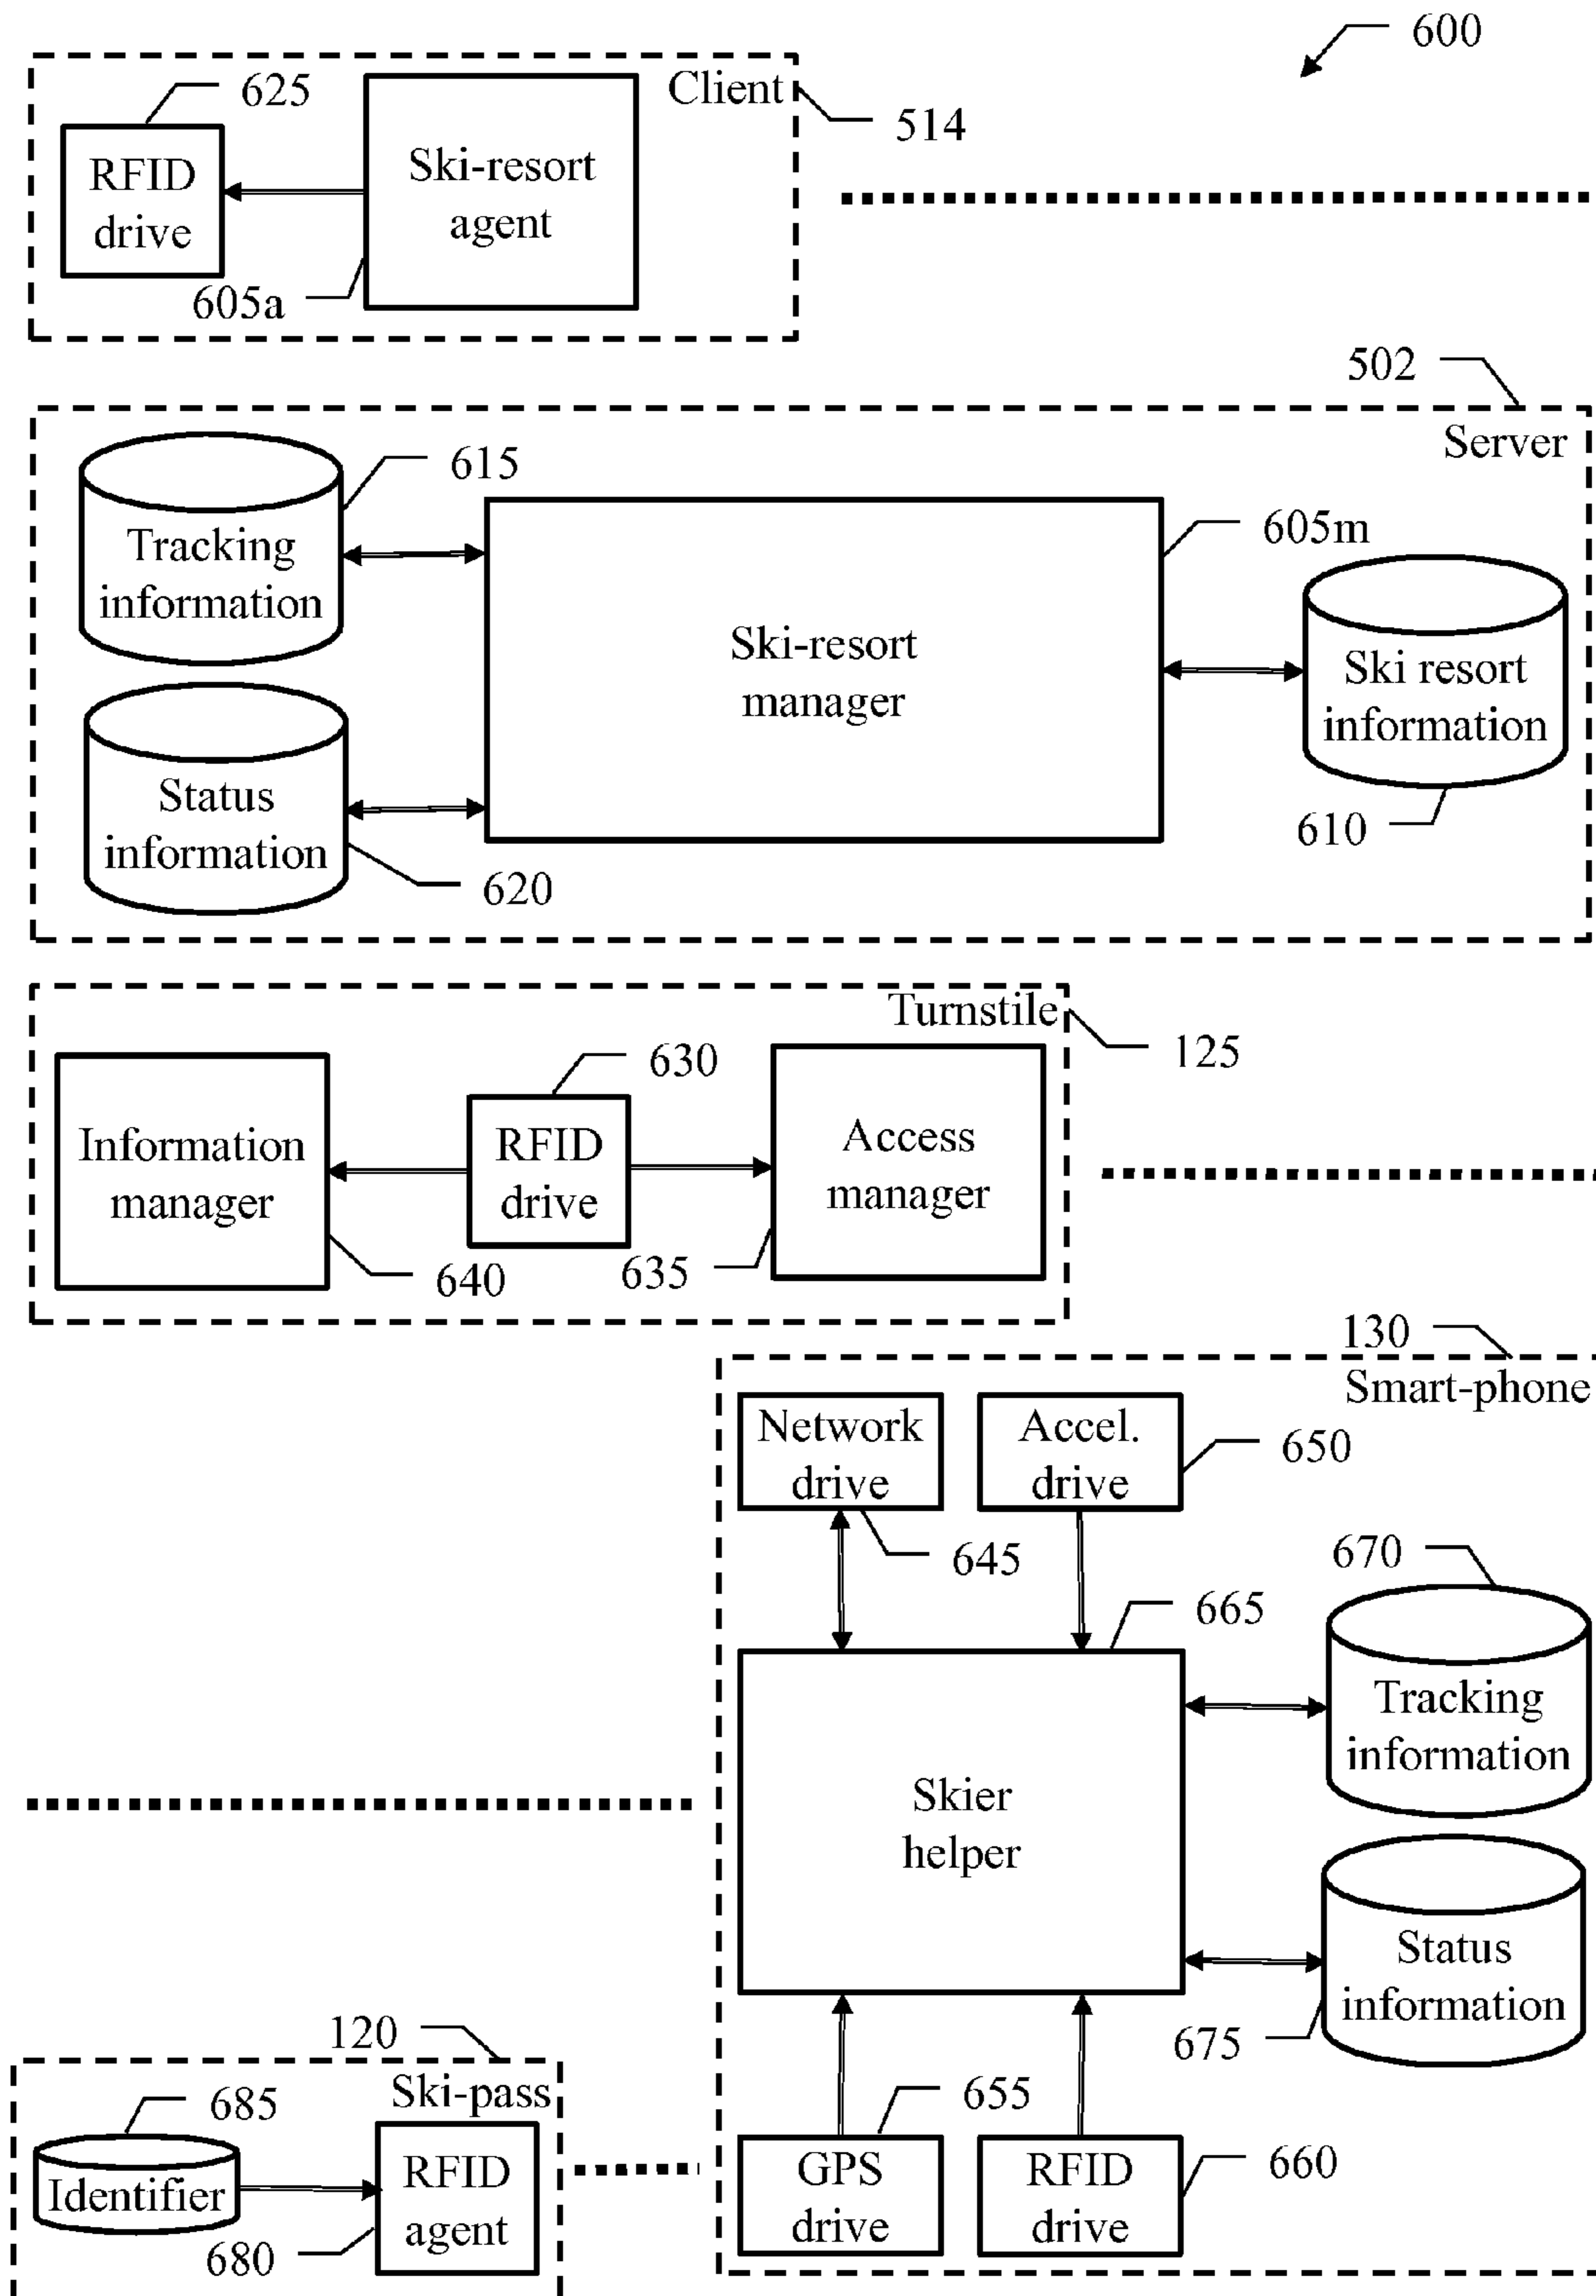 600
Client
514
625
RFID
drive
Ski-resort
agent
605a
502
Server
615
Tracking
information
605m
Ski-resort
manager
Ski resort
information
610
Status
information
620
Turnstile
125
Information
manager
640
630
RFID
drive
635
Access
manager
130
Smart-phone
Network
drive
645
Accel.
drive
650
670
665
Tracking
information
Skier
helper
Status
information
675
120
Ski-pass
685
Identifier
RFID
agent
680
655
GPS
drive
RFID
drive
660